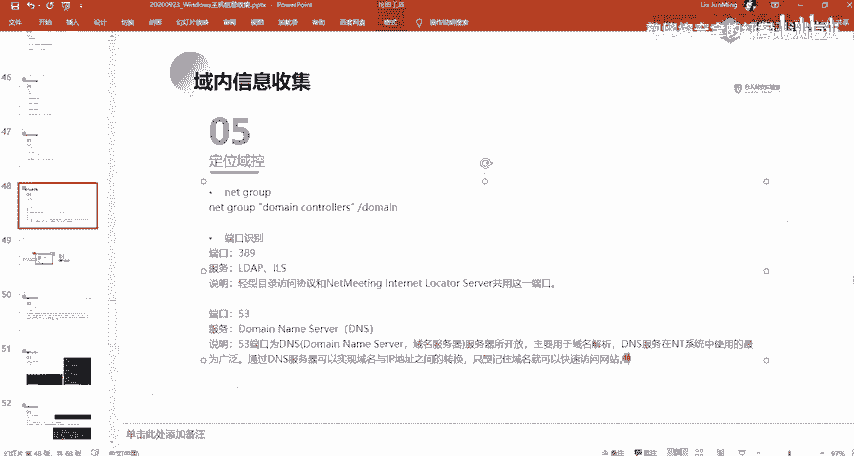 20200923_Windows主机信息收集.pptx - PowerPoint
Liu JunMing
文件 开始 插入 设计 切换 动画 幻灯片放映 审阅 视图 加载项 帮助 百度网盘 格式 操作说明搜索
46
47
48
49
50
51
52
域内信息收集
05
定位域控
• net group
net group "domain controllers" /domain
• 端口识别
端口：389
服务：LDAP、ILS
说明：轻型目录访问协议和NetMeeting Internet Locator Server共用这一端口。
端口：53
服务：Domain Name Server（DNS）
说明：53端口为DNS(Domain Name Server，域名服务器)服务器所开放，主要用于域名解析，DNS服务在NT系统中使用的最
为广泛。通过DNS服务器可以实现域名与IP地址之间的转换，只要记住域名就可以快速访问网站。
单击此处添加备注
备注
97%